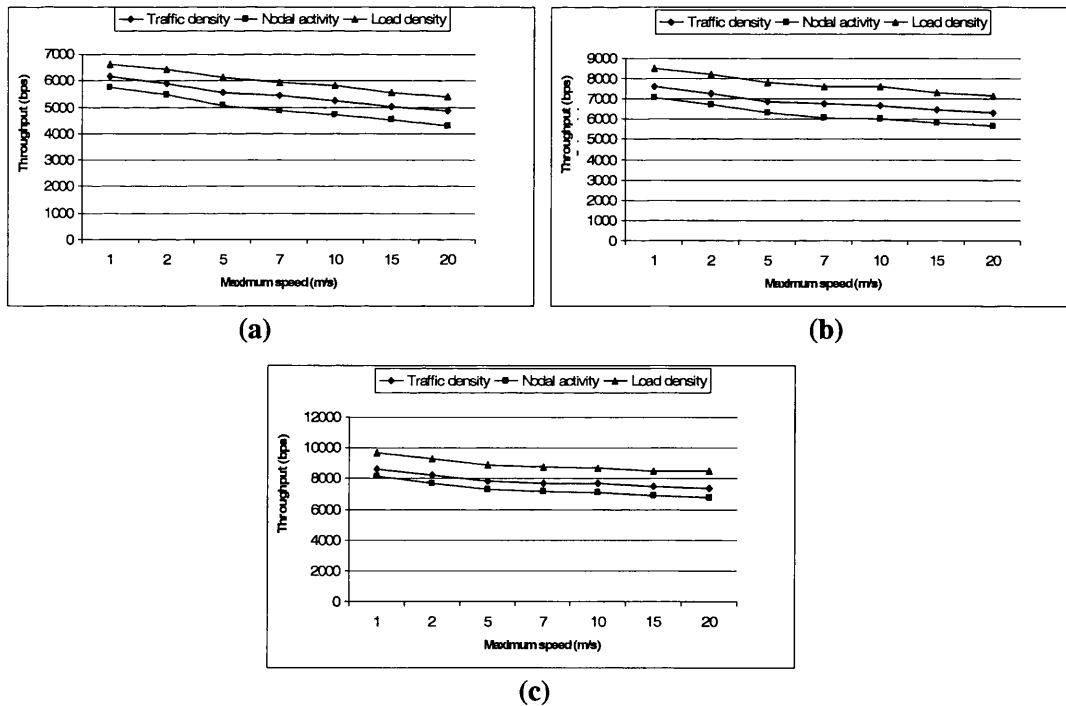 Traffic density Nodal activity Load density
7000
6000
5000
4000
3000
2000
1000
0
Throughput (bps)
1 2 5 7 10 15 20
Maximum speed (m/s)
(a)
Traffic density Nodal activity Load density
9000
8000
7000
6000
5000
4000
3000
2000
1000
0
Throughput (bps)
1 2 5 7 10 15 20
Maximum speed (m/s)
(b)
Traffic density Nodal activity Load density
12000
10000
8000
6000
4000
2000
0
Throughput (bps)
1 2 5 7 10 15 20
Maximum speed (m/s)
(c)